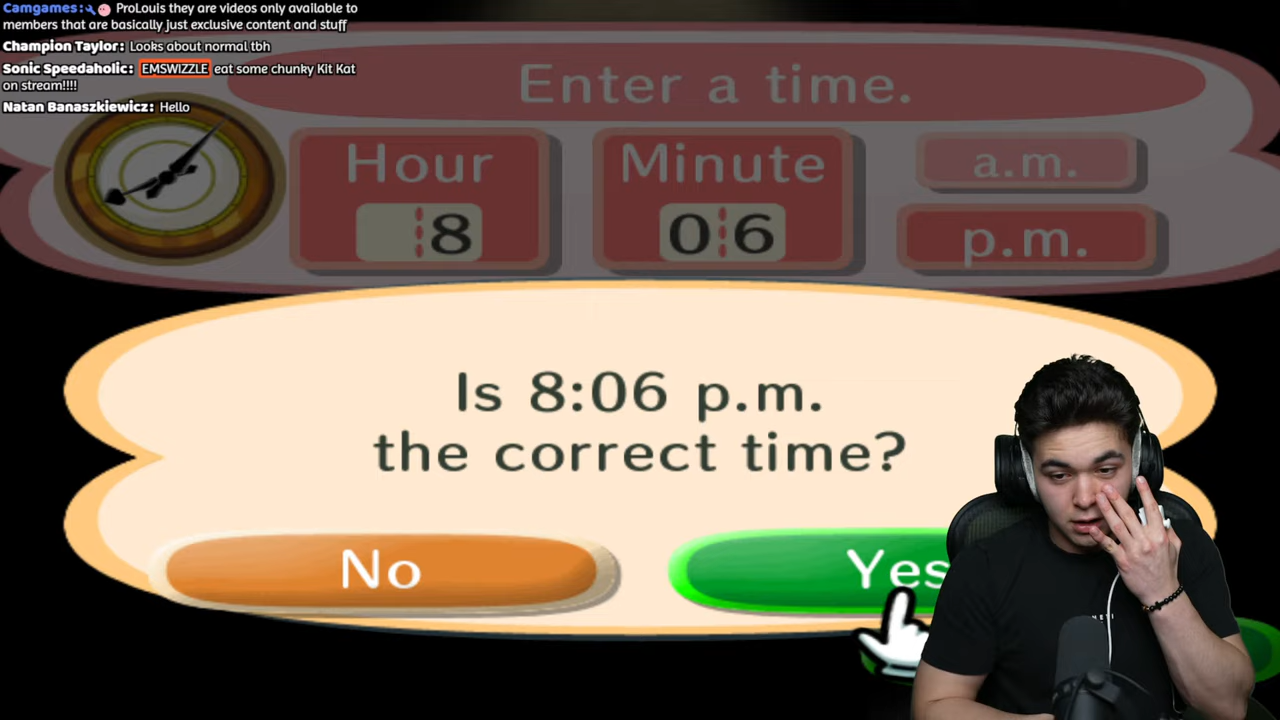 Camgames: ProLouis they are videos only available to
members that are basically just exclusive content and stuff
Champion Taylor: Looks about normal tbh
Sonic Speedaholic: EMSWIZZLE eat some chunky Kit Kat
on stream!!!!
Natan Banaszkiewicz: Hello
Enter a time.
Hour
Minute
a.m.
8
06
p.m.
Is 8:06 p.m.
the correct time?
No
Yes